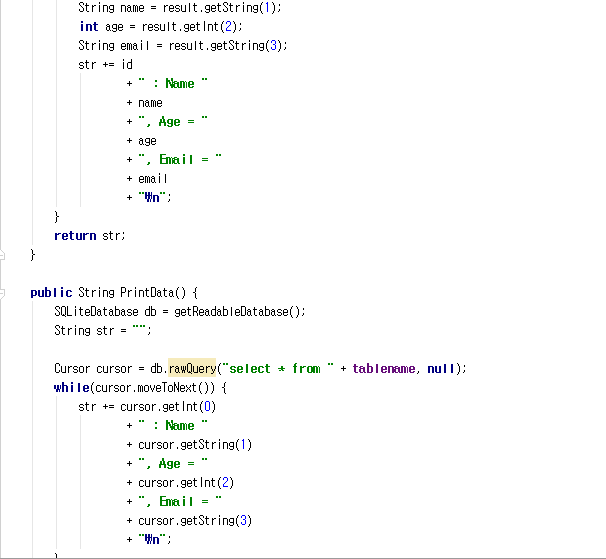 String name = result.getString(1);
int age = result.getInt(2);
String email = result.getString(3);
str += id
+ " : Name "
+ name
+ ", Age = "
+ age
+ ", Email = "
+ email
+ "₩n";
}
return str;
}
public String PrintData() {
SQLiteDatabase db = getReadableDatabase();
String str = "";
Cursor cursor = db.rawQuery("select * from " + tablename, null);
while(cursor.moveToNext()) {
str += cursor.getInt(0)
+ " : Name "
+ cursor.getString(1)
+ ", Age = "
+ cursor.getInt(2)
+ ", Email = "
+ cursor.getString(3)
+ "₩n";